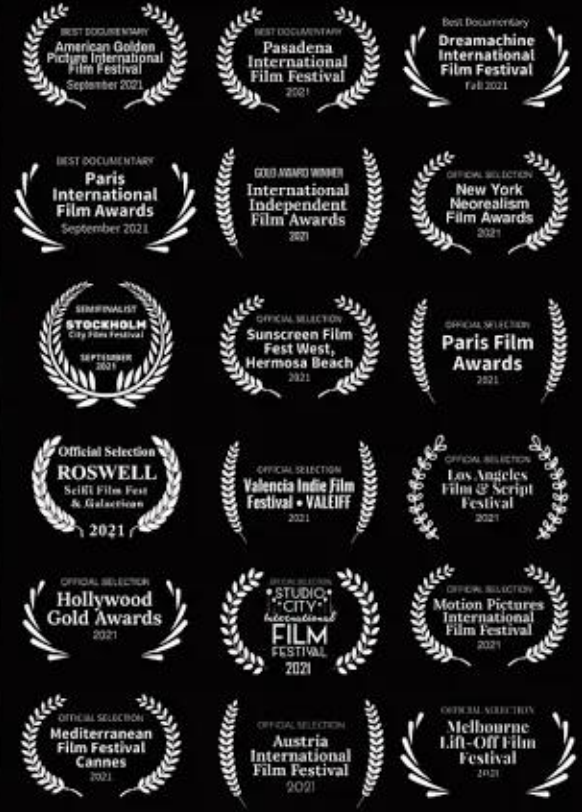 BEST DOCUMENTARY
American Golden
Picture International
Film Festival
September 2021
BEST DOCUMENTARY
Pasadena
International
Film Festival
2021
Best Documentary
Dreamachine
International
Film Festival
Fall 2021
BEST DOCUMENTARY
Paris
International
Film Awards
September 2021
GOLD AWARD WINNER
International
Independent
Film Awards
2021
OFFICIAL SELECTION
New York
Neorealism
Film Awards
2021
SEMIFINALIST
STOCKHOLM
City Film Festival
SEPTEMBER
2021
OFFICIAL SELECTION
Sunscreen Film
Fest West,
Hermosa Beach
2021
OFFICIAL SELECTION
Paris Film
Awards
2021
Official Selection
ROSWELL
SciFi Film Fest
& Galacticon
2021
OFFICIAL SELECTION
Valencia Indie Film
Festival • VALEIFF
2021
OFFICIAL SELECTION
Los Angeles
Film & Script
Festival
2021
OFFICIAL SELECTION
Hollywood
Gold Awards
2021
OFFICIAL SELECTION
STUDIO
CITY
International
FILM
FESTIVAL
2021
OFFICIAL SELECTION
Motion Pictures
International
Film Festival
2021
OFFICIAL SELECTION
Mediterranean
Film Festival
Cannes
2021
OFFICIAL SELECTION
Austria
International
Film Festival
2021
OFFICIAL SELECTION
Melbourne
Lift-Off Film
Festival
2021